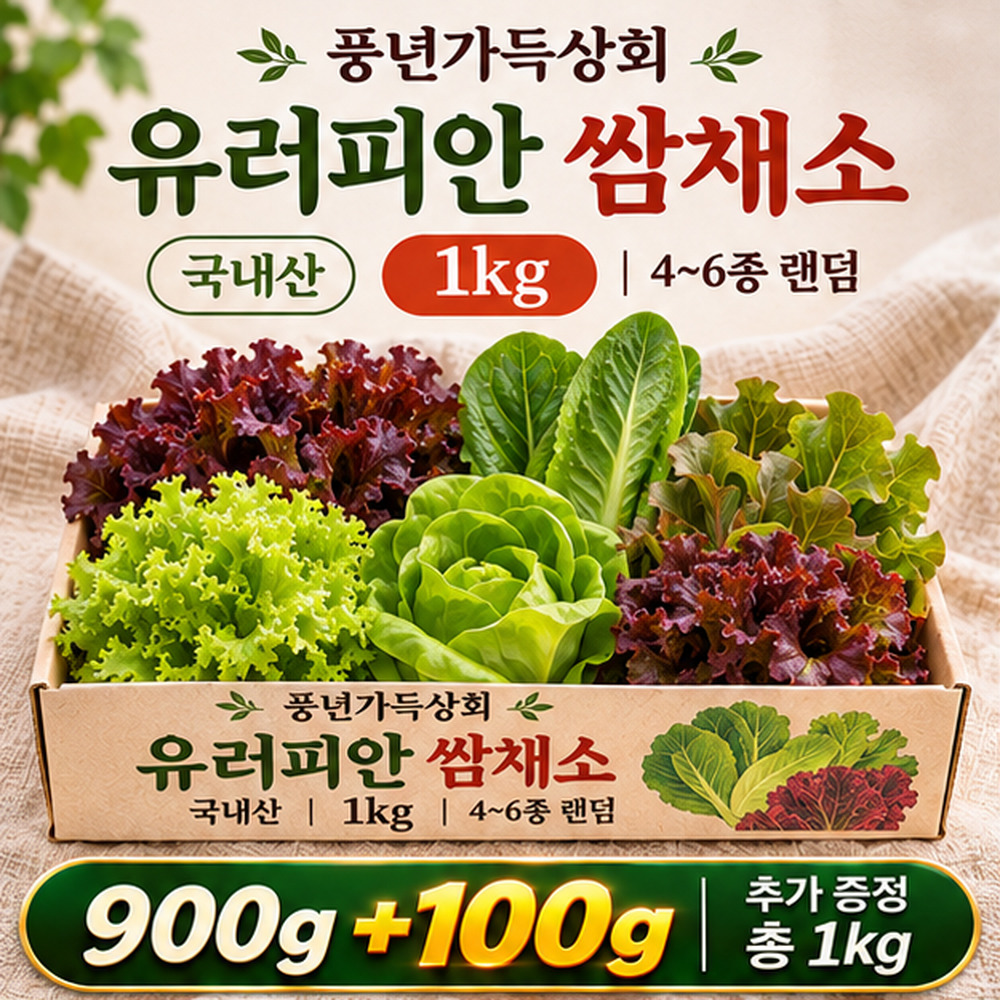 풍년가득상회
유러피안 쌈채소
국내산 1kg | 4~6종 랜덤
풍년가득상회
유러피안 쌈채소
국내산 | 1kg | 4~6종 랜덤
900g +100g | 추가 증정
총 1kg